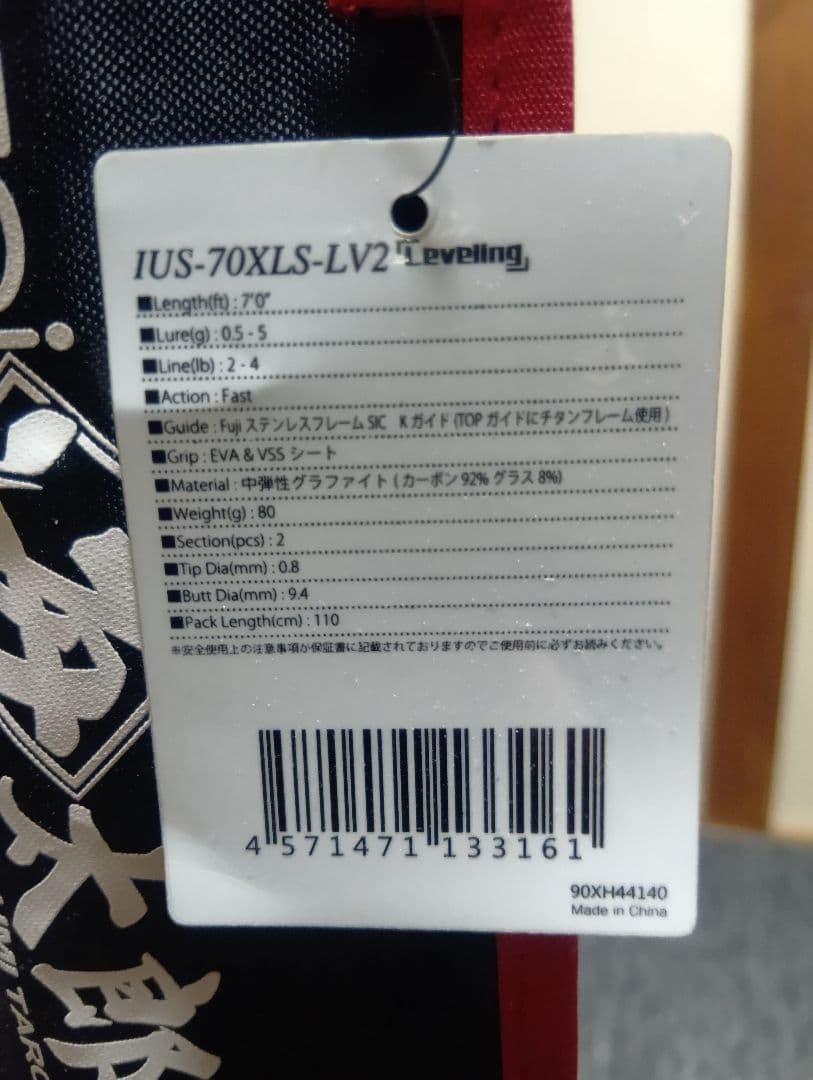 IUS-70XLS-LV2「Leveling」
■Length(ft) : 7'0"
■Lure(g) : 0.5 - 5
■Line(lb) : 2 - 4
■Action : Fast
■Guide : Fuji ステンレスフレーム SIC Kガイド (TOP ガイドにチタンフレーム使用)
■Grip : EVA & VSS シート
■Material : 中弾性グラファイト (カーボン 92% グラス 8%)
■Weight(g) : 80
■Section(pcs) : 2
■Tip Dia(mm) : 0.8
■Butt Dia(mm) : 9.4
■Pack Length(cm) : 110
※安全使用上の注意事項が保証書に記載されておりますのでご使用前に必ずお読みください。
4 571471 133161
90XH44140
Made in China
太郎